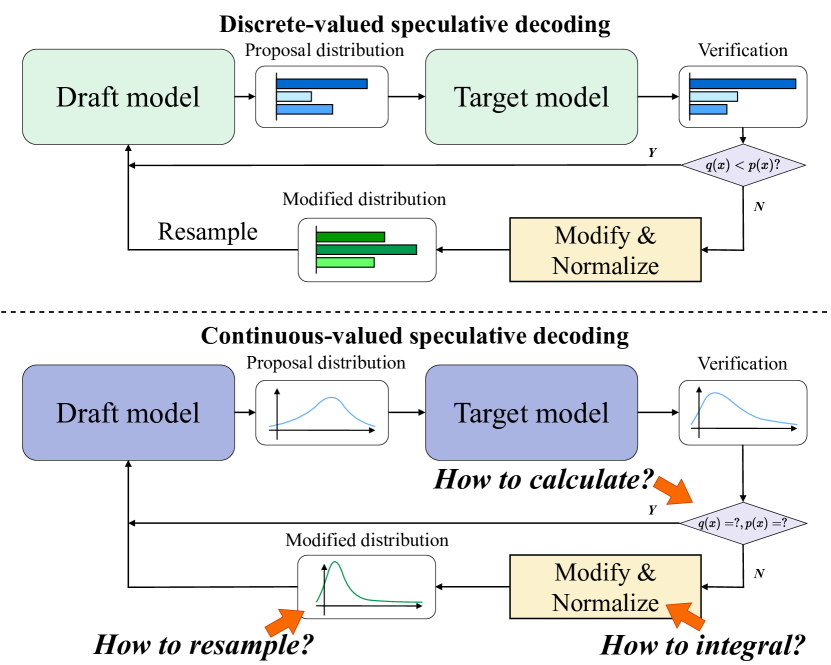 Discrete-valued speculative decoding
Proposal distribution
Verification
Draft model
Target model
Y
q(x) < p(x)?
N
Modified distribution
Resample
Modify &
Normalize
Continuous-valued speculative decoding
Proposal distribution
Verification
Draft model
Target model
How to calculate?
Y
q(x) =?, p(x) =?
N
Modified distribution
Modify &
Normalize
How to resample?
How to integral?